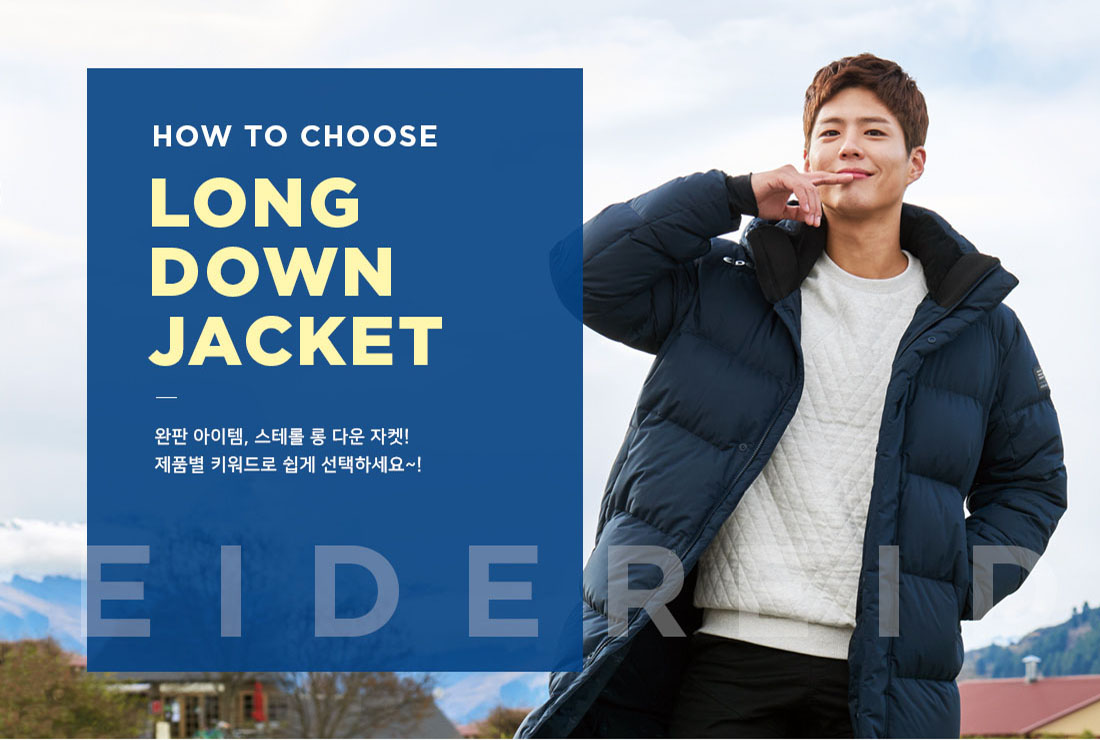 HOW TO CHOOSE
LONG
DOWN
JACKET
완판 아이템, 스테롤 롱 다운 자켓!
제품별 키워드로 쉽게 선택하세요~!
EIDER EID